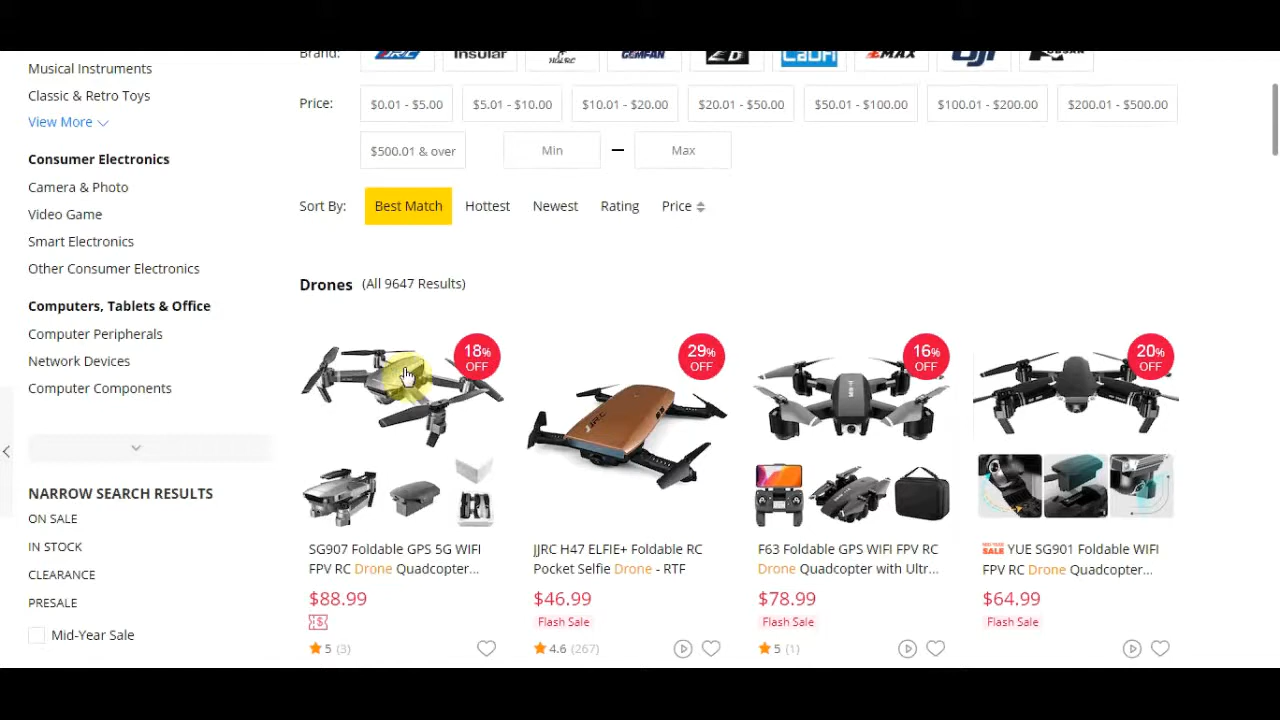 Musical Instruments
Classic & Retro Toys
View More
Consumer Electronics
Camera & Photo
Video Game
Smart Electronics
Other Consumer Electronics
Computers, Tablets & Office
Computer Peripherals
Network Devices
Computer Components
NARROW SEARCH RESULTS
ON SALE
IN STOCK
CLEARANCE
PRESALE
Mid-Year Sale
Brand:
JJRC Insular HGLRC GEMFAN CADDX EMAX DJI
Price: $0.01 - $5.00 $5.01 - $10.00 $10.01 - $20.00 $20.01 - $50.00 $50.01 - $100.00 $100.01 - $200.00 $200.01 - $500.00
$500.01 & over Min Max
Sort By: Best Match Hottest Newest Rating Price
Drones (All 9647 Results)
18% OFF
SG907 Foldable GPS 5G WIFI
FPV RC Drone Quadcopter...
$88.99
5 (3)
29% OFF
JJRC
JJRC H47 ELFIE+ Foldable RC
Pocket Selfie Drone - RTF
$46.99
Flash Sale
4.6 (267)
16% OFF
F63 Foldable GPS WIFI FPV RC
Drone Quadcopter with Ultr...
$78.99
Flash Sale
5 (1)
20% OFF
MID YEAR SALE YUE SG901 Foldable WIFI
FPV RC Drone Quadcopter...
$64.99
Flash Sale